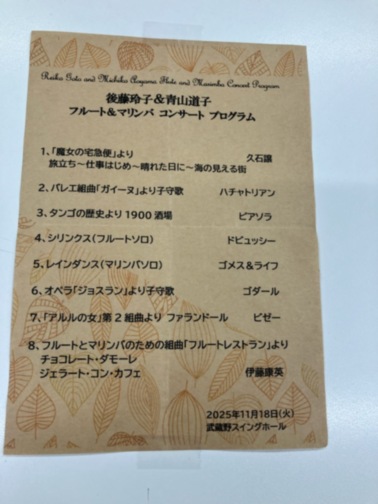 Reiko Goto and Michiko Aoyama Flute and Marimba Concert Program
後藤玲子&青山道子
フルート&マリンバ コンサート プログラム
1、「魔女の宅急便」より 久石譲
旅立ち～仕事はじめ～晴れた日に～海の見える街
2、バレエ組曲「ガイーヌ」より子守歌 ハチャトリアン
3、タンゴの歴史より 1900 酒場 ピアソラ
4、シリンクス(フルートソロ) ドビュッシー
5、レインダンス(マリンバソロ) ゴメス&ライフ
6、オペラ「ジョスラン」より子守歌 ゴダール
7、「アルルの女」第2組曲より ファランドール ビゼー
8、フルートとマリンバのための組曲「フルートレストラン」より
チョコレート・ダモーレ
ジェラート・コン・カフェ 伊藤康英
2025年11月18日(火)
武蔵野スイングホール